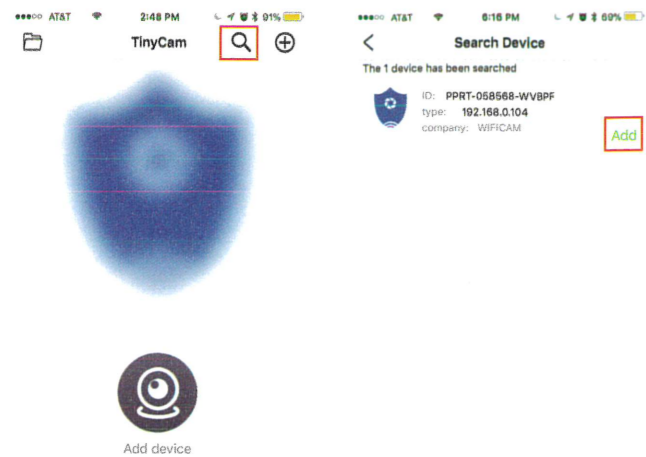 AT&T 2:48 PM 91%
TinyCam
Add device
AT&T 6:16 PM 69%
Search Device
The 1 device has been searched
ID: PPRT-058568-WVBPF
type: 192.168.0.104
company: WIFICAM
Add